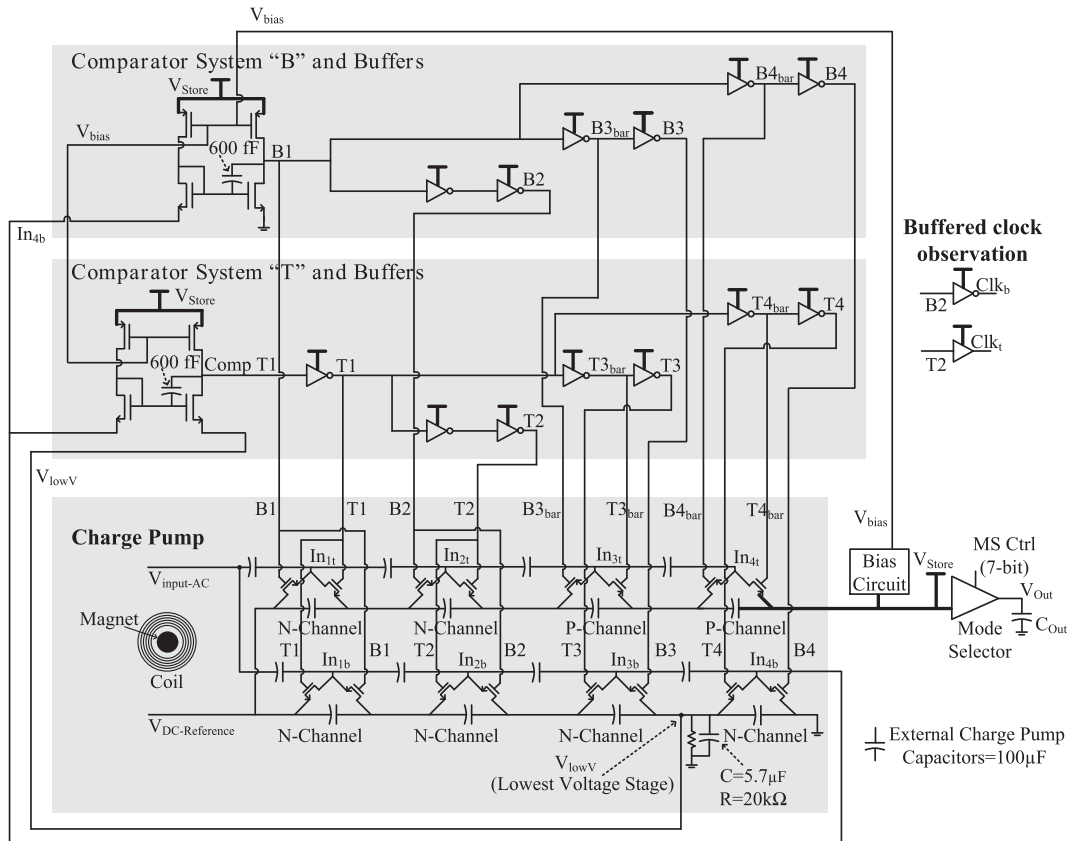 V_bias
Comparator System “B” and Buffers
V_Store
V_bias
600 fF
B1
B2
B3_bar
B3
B4_bar
B4
In_4b
Comparator System “T” and Buffers
V_Store
600 fF
Comp T1
T1
T2
T3_bar
T3
T4_bar
T4
V_lowV
Buffered clock
observation
B2
Clk_b
T2
Clk_t
B1
T1
B2
T2
B3_bar
T3_bar
B4_bar
T4_bar
Charge Pump
V_input-AC
In_1t
In_2t
In_3t
In_4t
N-Channel
N-Channel
P-Channel
P-Channel
V_bias
Bias
Circuit
V_Store
MS Ctrl
(7-bit)
V_Out
C_Out
Mode
Selector
Magnet
Coil
T1
In_1b
B1
T2
In_2b
B2
T3
In_3b
B3
T4
In_4b
B4
V_DC-Reference
N-Channel
N-Channel
N-Channel
N-Channel
V_lowV
(Lowest Voltage Stage)
C=5.7µF
R=20kΩ
External Charge Pump
Capacitors=100µF